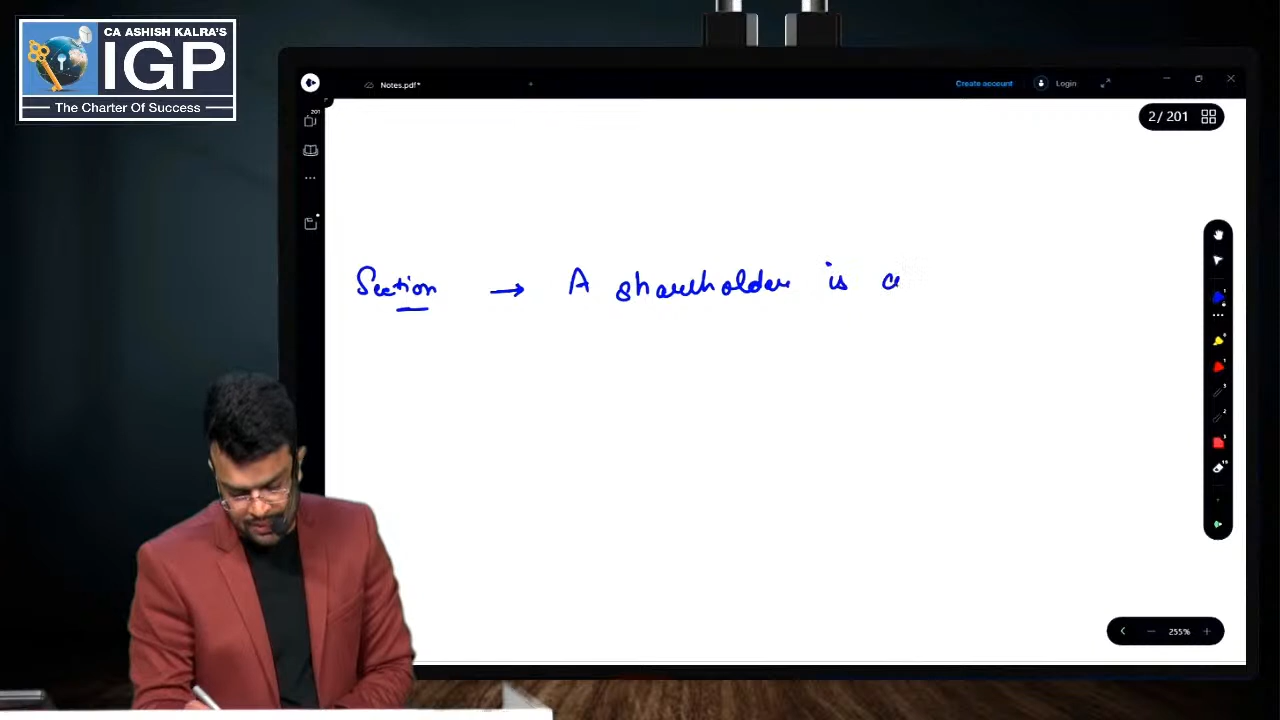 CA ASHISH KALRA'S
IGP
The Charter Of Success
Notes.pdf*
Create account
Login
201
2/ 201
Section → A shareholder is a
255%